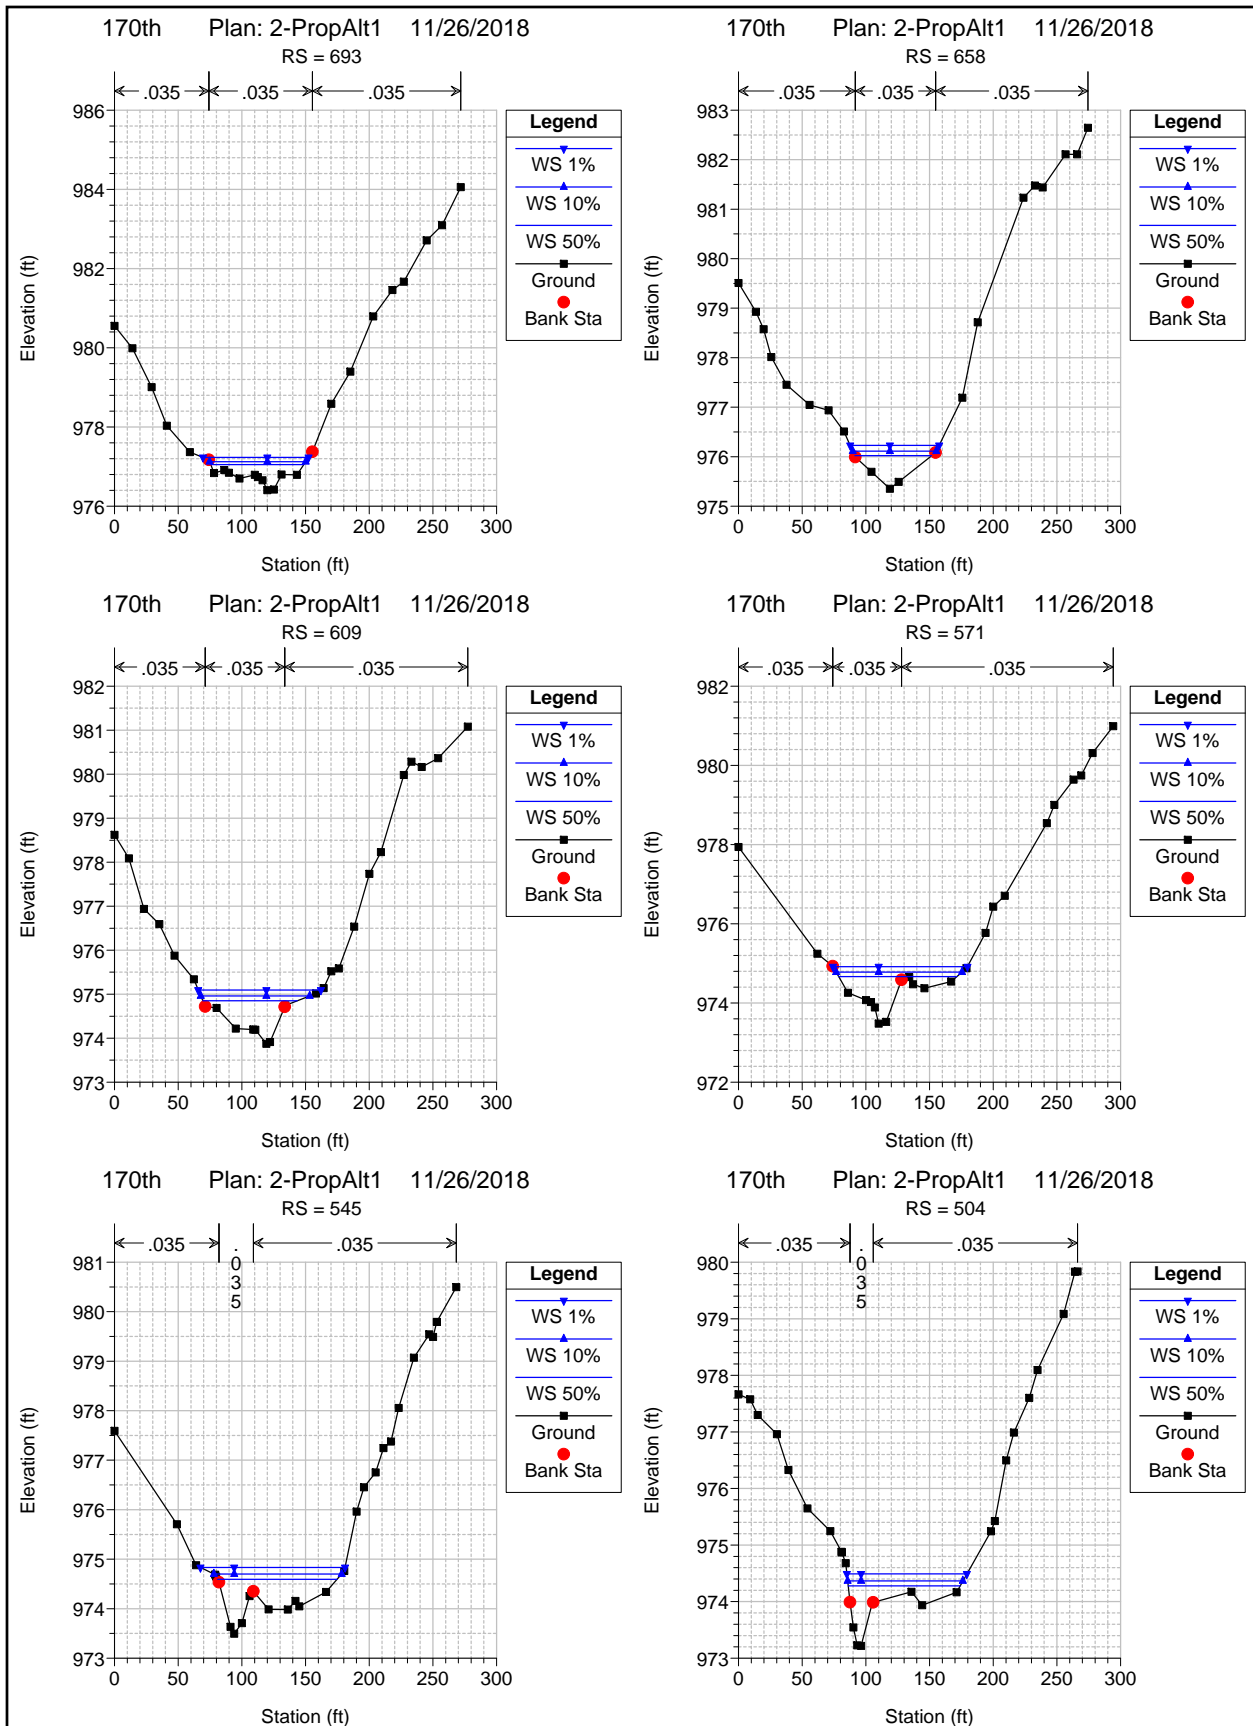 170th Plan: 2-PropAlt1 11/26/2018
RS = 693
.035 .035 .035
986
984
982
980
978
976
Elevation (ft)
0 50 100 150 200 250 300
Station (ft)
Legend
WS 1%
WS 10%
WS 50%
Ground
Bank Sta
170th Plan: 2-PropAlt1 11/26/2018
RS = 658
.035 .035 .035
983
982
981
980
979
978
977
976
975
Elevation (ft)
0 50 100 150 200 250 300
Station (ft)
Legend
WS 1%
WS 10%
WS 50%
Ground
Bank Sta
170th Plan: 2-PropAlt1 11/26/2018
RS = 609
.035 .035 .035
982
981
980
979
978
977
976
975
974
973
Elevation (ft)
0 50 100 150 200 250 300
Station (ft)
Legend
WS 1%
WS 10%
WS 50%
Ground
Bank Sta
170th Plan: 2-PropAlt1 11/26/2018
RS = 571
.035 .035 .035
982
980
978
976
974
972
Elevation (ft)
0 50 100 150 200 250 300
Station (ft)
Legend
WS 1%
WS 10%
WS 50%
Ground
Bank Sta
170th Plan: 2-PropAlt1 11/26/2018
RS = 545
.035 .035 .035
981
980
979
978
977
976
975
974
973
Elevation (ft)
0 50 100 150 200 250 300
Station (ft)
Legend
WS 1%
WS 10%
WS 50%
Ground
Bank Sta
170th Plan: 2-PropAlt1 11/26/2018
RS = 504
.035 .035 .035
980
979
978
977
976
975
974
973
Elevation (ft)
0 50 100 150 200 250 300
Station (ft)
Legend
WS 1%
WS 10%
WS 50%
Ground
Bank Sta